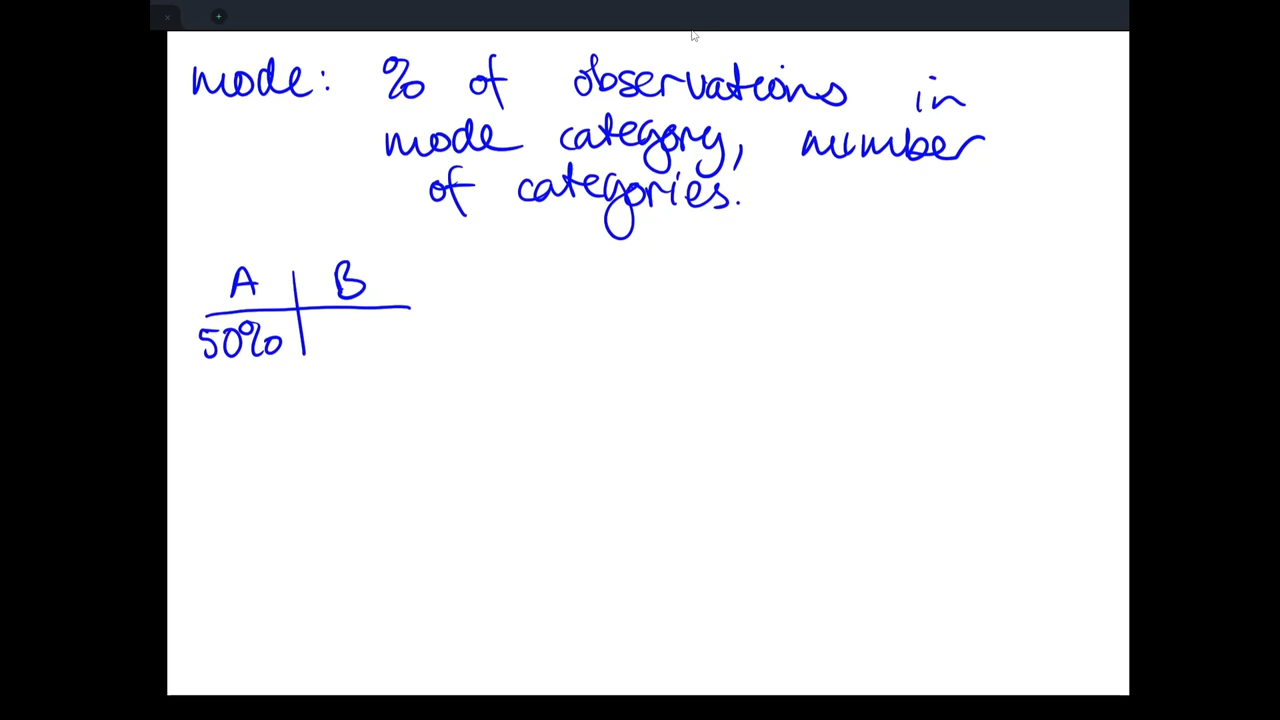 mode: % of observations in
mode category, number
of categories.
A B
50%